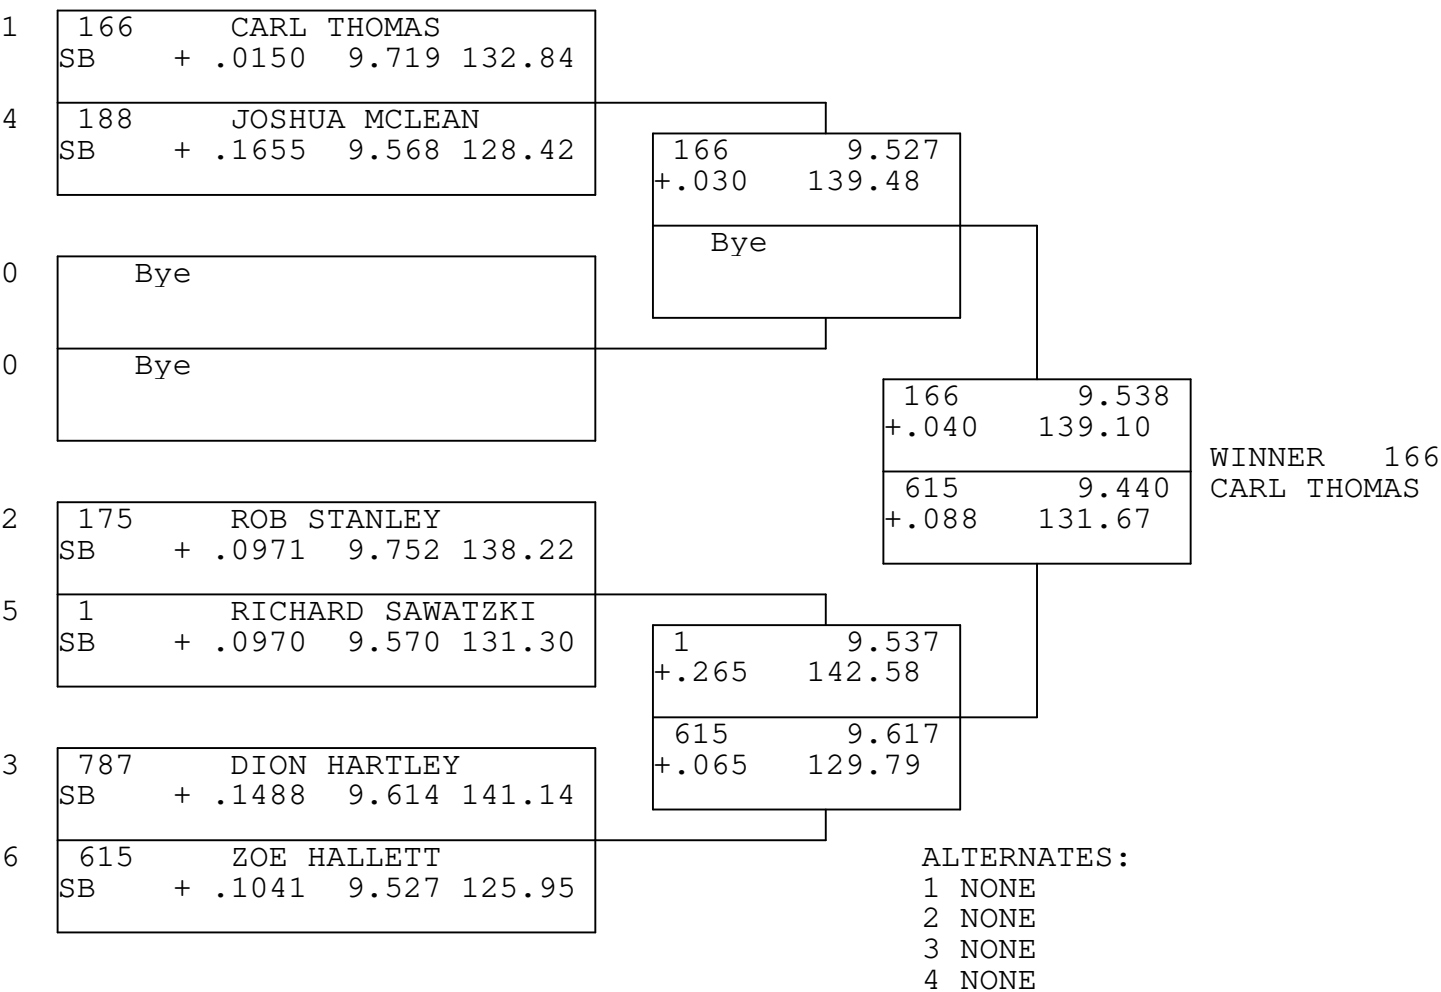 1 166 CARL THOMAS
SB + .0150 9.719 132.84
4 188 JOSHUA MCLEAN
SB + .1655 9.568 128.42
166 9.527
+.030 139.48
Bye
0 Bye
0 Bye
166 9.538
+.040 139.10
615 9.440
+.088 131.67
WINNER 166
CARL THOMAS
2 175 ROB STANLEY
SB + .0971 9.752 138.22
5 1 RICHARD SAWATZKI
SB + .0970 9.570 131.30
1 9.537
+.265 142.58
615 9.617
+.065 129.79
3 787 DION HARTLEY
SB + .1488 9.614 141.14
6 615 ZOE HALLETT
SB + .1041 9.527 125.95
ALTERNATES:
1 NONE
2 NONE
3 NONE
4 NONE